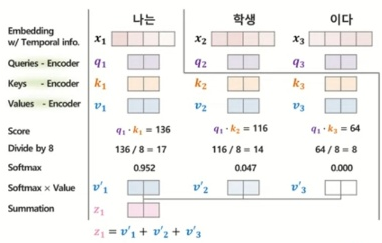 나는 학생 이다
Embedding w/ Temporal info. x1 x2 x3
Queries - Encoder q1 q2 q3
Keys - Encoder k1 k2 k3
Values - Encoder v1 v2 v3
Score q1 · k1 = 136 q1 · k2 = 116 q1 · k3 = 64
Divide by 8 136 / 8 = 17 116 / 8 = 14 64 / 8 = 8
Softmax 0.952 0.047 0.000
Softmax × Value v'1 v'2 v'3
Summation z1
z1 = v'1 + v'2 + v'3